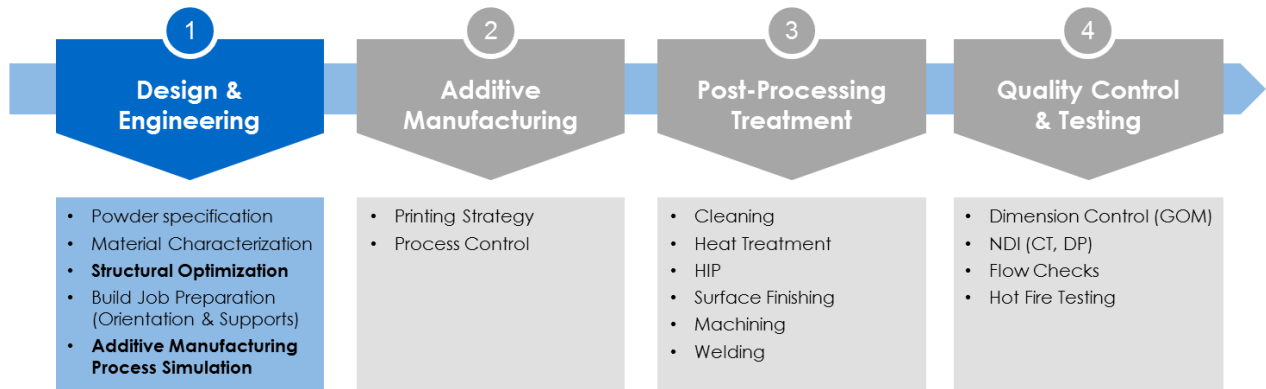 1
Design &
Engineering
• Powder specification
• Material Characterization
• Structural Optimization
• Build Job Preparation
(Orientation & Supports)
• Additive Manufacturing
Process Simulation
2
Additive
Manufacturing
• Printing Strategy
• Process Control
3
Post-Processing
Treatment
• Cleaning
• Heat Treatment
• HIP
• Surface Finishing
• Machining
• Welding
4
Quality Control
& Testing
• Dimension Control (GOM)
• NDI (CT, DP)
• Flow Checks
• Hot Fire Testing